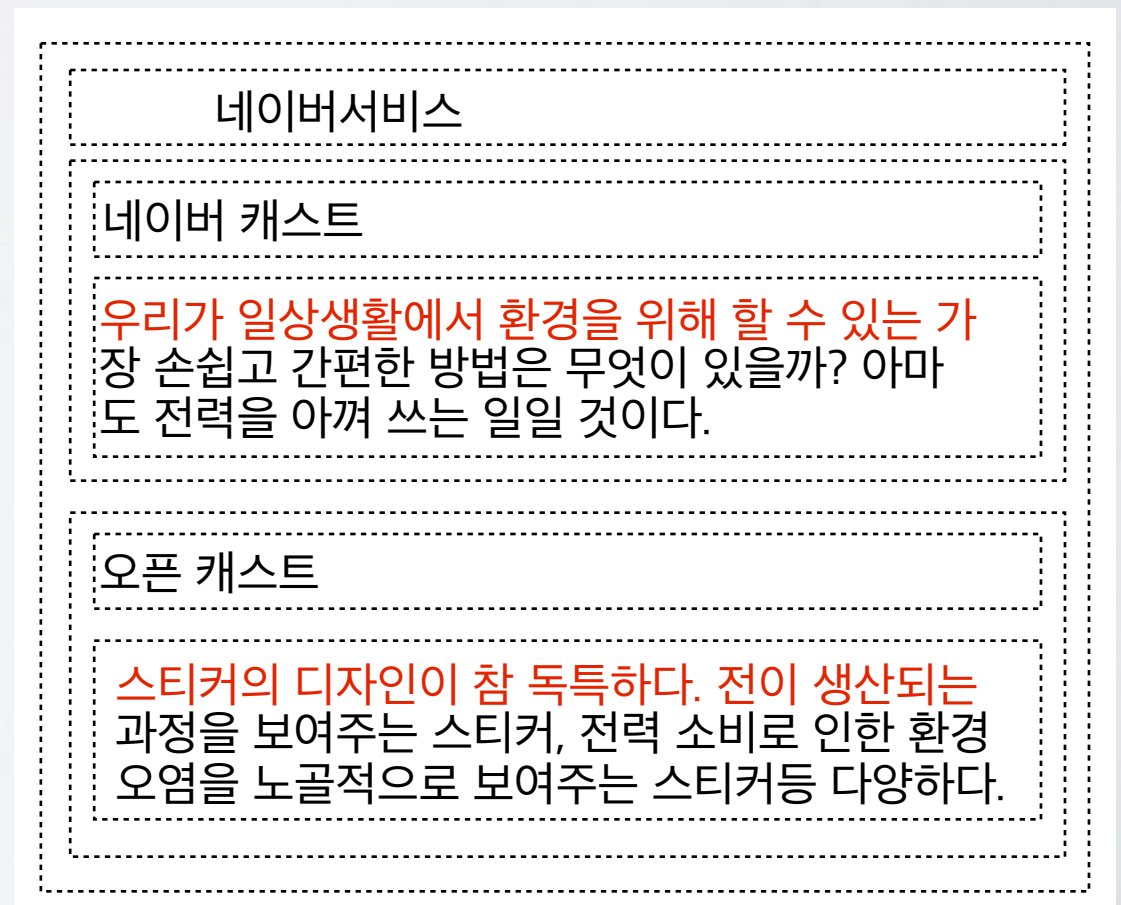 네이버서비스
네이버 캐스트
우리가 일상생활에서 환경을 위해 할 수 있는 가
장 손쉽고 간편한 방법은 무엇이 있을까? 아마
도 전력을 아껴 쓰는 일일 것이다.
오픈 캐스트
스티커의 디자인이 참 독특하다. 전이 생산되는
과정을 보여주는 스티커, 전력 소비로 인한 환경
오염을 노골적으로 보여주는 스티커등 다양하다.